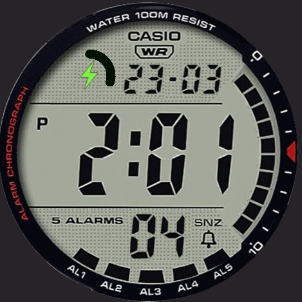 WATER 100M RESIST
ALARM CHRONOGRAPH
CASIO
WR
23-03
0
P
2:01
5 ALARMS
04
SNZ
10
AL1
AL2
AL3
AL4
AL5